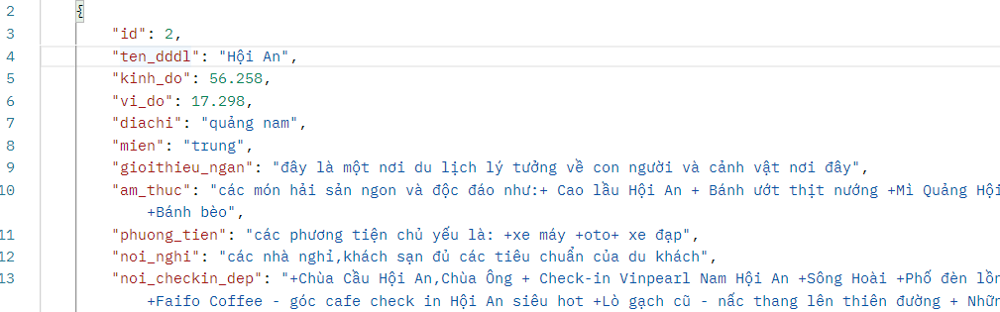 2 {
3 "id": 2,
4 "ten_dddl": "Hội An",
5 "kinh_do": 56.258,
6 "vi_do": 17.298,
7 "diachi": "quảng nam",
8 "mien": "trung",
9 "gioithieu_ngan": "đây là một nơi du lịch lý tưởng về con người và cảnh vật nơi đây",
10 "am_thuc": "các món hải sản ngon và độc đáo như:+ Cao lầu Hội An + Bánh ướt thịt nướng +Mì Quảng Hội
+Bánh bèo",
11 "phuong_tien": "các phương tiện chủ yếu là: +xe máy +oto+ xe đạp",
12 "noi_nghi": "các nhà nghỉ,khách sạn đủ các tiêu chuẩn của du khách",
13 "noi_checkin_dep": "+Chùa Cầu Hội An,Chùa Ông + Check-in Vinpearl Nam Hội An +Sông Hoài +Phố đèn
+Faifo Coffee - góc cafe check in Hội An siêu hot +Lò gạch cũ - nấc thang lên thiên đường +